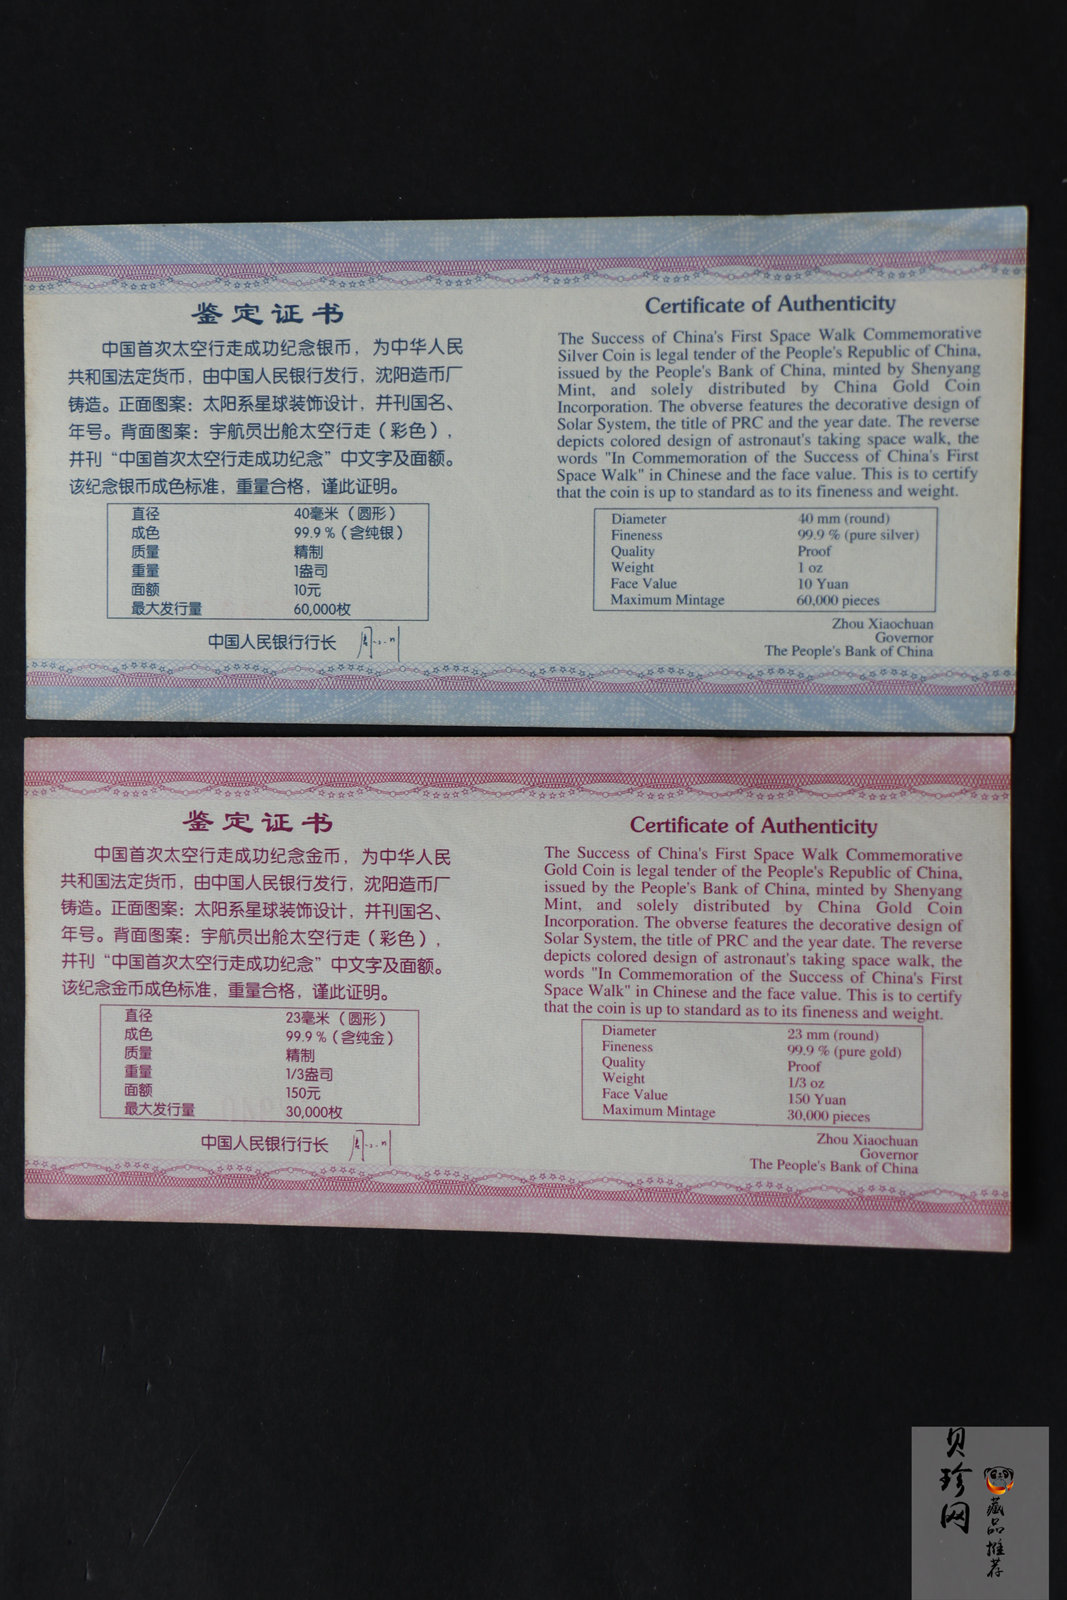 鉴定证书
中国首次太空行走成功纪念银币，为中华人民
共和国法定货币，由中国人民银行发行，沈阳造币厂
铸造。正面图案：太阳系星球装饰设计，并刊国名、
年号。背面图案：宇航员出舱太空行走（彩色），
并刊“中国首次太空行走成功纪念”中文字及面额。
该纪念银币成色标准，重量合格，谨此证明。
直径 40毫米（圆形）
成色 99.9％（含纯银）
质量 精制
重量 1盎司
面额 10元
最大发行量 60,000枚
中国人民银行行长
Certificate of Authenticity
The Success of China's First Space Walk Commemorative
Silver Coin is legal tender of the People's Republic of China,
issued by the People's Bank of China, minted by Shenyang
Mint, and solely distributed by China Gold Coin
Incorporation. The obverse features the decorative design of
Solar System, the title of PRC and the year date. The reverse
depicts colored design of astronaut's taking space walk, the
words "In Commemoration of the Success of China's First
Space Walk" in Chinese and the face value. This is to certify
that the coin is up to standard as to its fineness and weight.
Diameter 40 mm (round)
Fineness 99.9 % (pure silver)
Quality Proof
Weight 1 oz
Face Value 10 Yuan
Maximum Mintage 60,000 pieces
Zhou Xiaochuan
Governor
The People's Bank of China
鉴定证书
中国首次太空行走成功纪念金币，为中华人民
共和国法定货币，由中国人民银行发行，沈阳造币厂
铸造。正面图案：太阳系星球装饰设计，并刊国名、
年号。背面图案：宇航员出舱太空行走（彩色），
并刊“中国首次太空行走成功纪念”中文字及面额。
该纪念金币成色标准，重量合格，谨此证明。
直径 23毫米（圆形）
成色 99.9％（含纯金）
质量 精制
重量 1/3盎司
面额 150元
最大发行量 30,000枚
中国人民银行行长
Certificate of Authenticity
The Success of China's First Space Walk Commemorative
Gold Coin is legal tender of the People's Republic of China,
issued by the People's Bank of China, minted by Shenyang
Mint, and solely distributed by China Gold Coin
Incorporation. The obverse features the decorative design of
Solar System, the title of PRC and the year date. The reverse
depicts colored design of astronaut's taking space walk, the
words "In Commemoration of the Success of China's First
Space Walk" in Chinese and the face value. This is to certify
that the coin is up to standard as to its fineness and weight.
Diameter 23 mm (round)
Fineness 99.9 % (pure gold)
Quality Proof
Weight 1/3 oz
Face Value 150 Yuan
Maximum Mintage 30,000 pieces
Zhou Xiaochuan
Governor
The People's Bank of China
贝珍网
藏品推荐